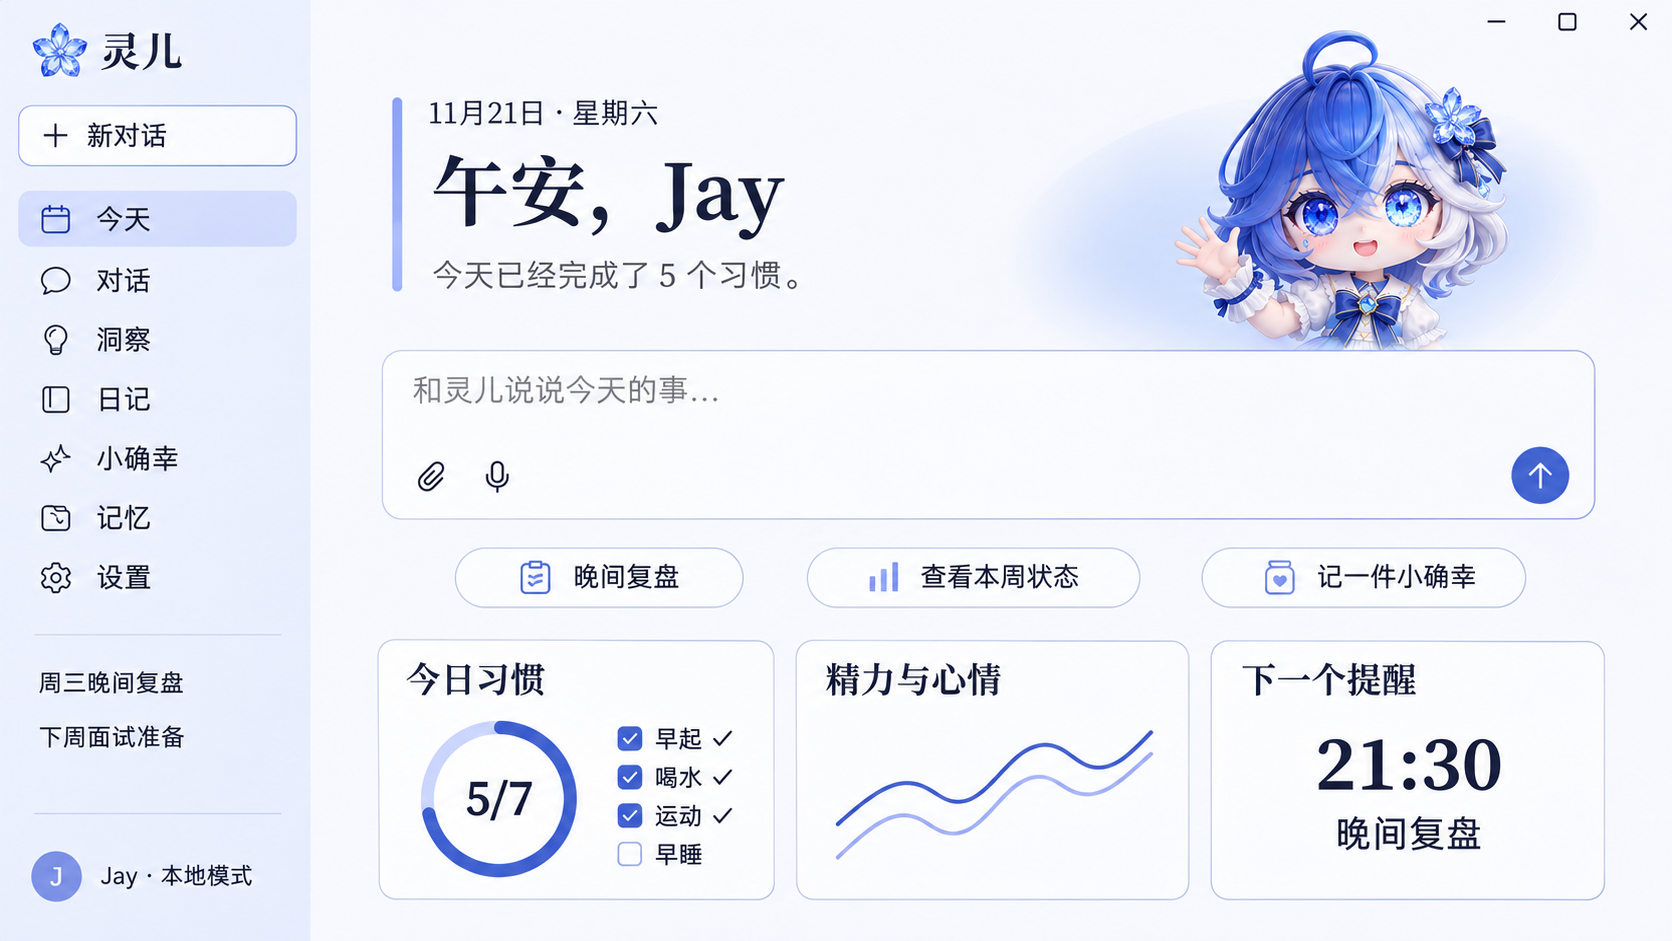 灵儿
新对话
今天
对话
洞察
日记
小确幸
记忆
设置
周三晚间复盘
下周面试准备
J
Jay · 本地模式
11月21日 · 星期六
午安，Jay
今天已经完成了 5 个习惯。
和灵儿说说今天的事...
晚间复盘
查看本周状态
记一件小确幸
今日习惯
5/7
早起 ✓
喝水 ✓
运动 ✓
早睡
精力与心情
下一个提醒
21:30
晚间复盘